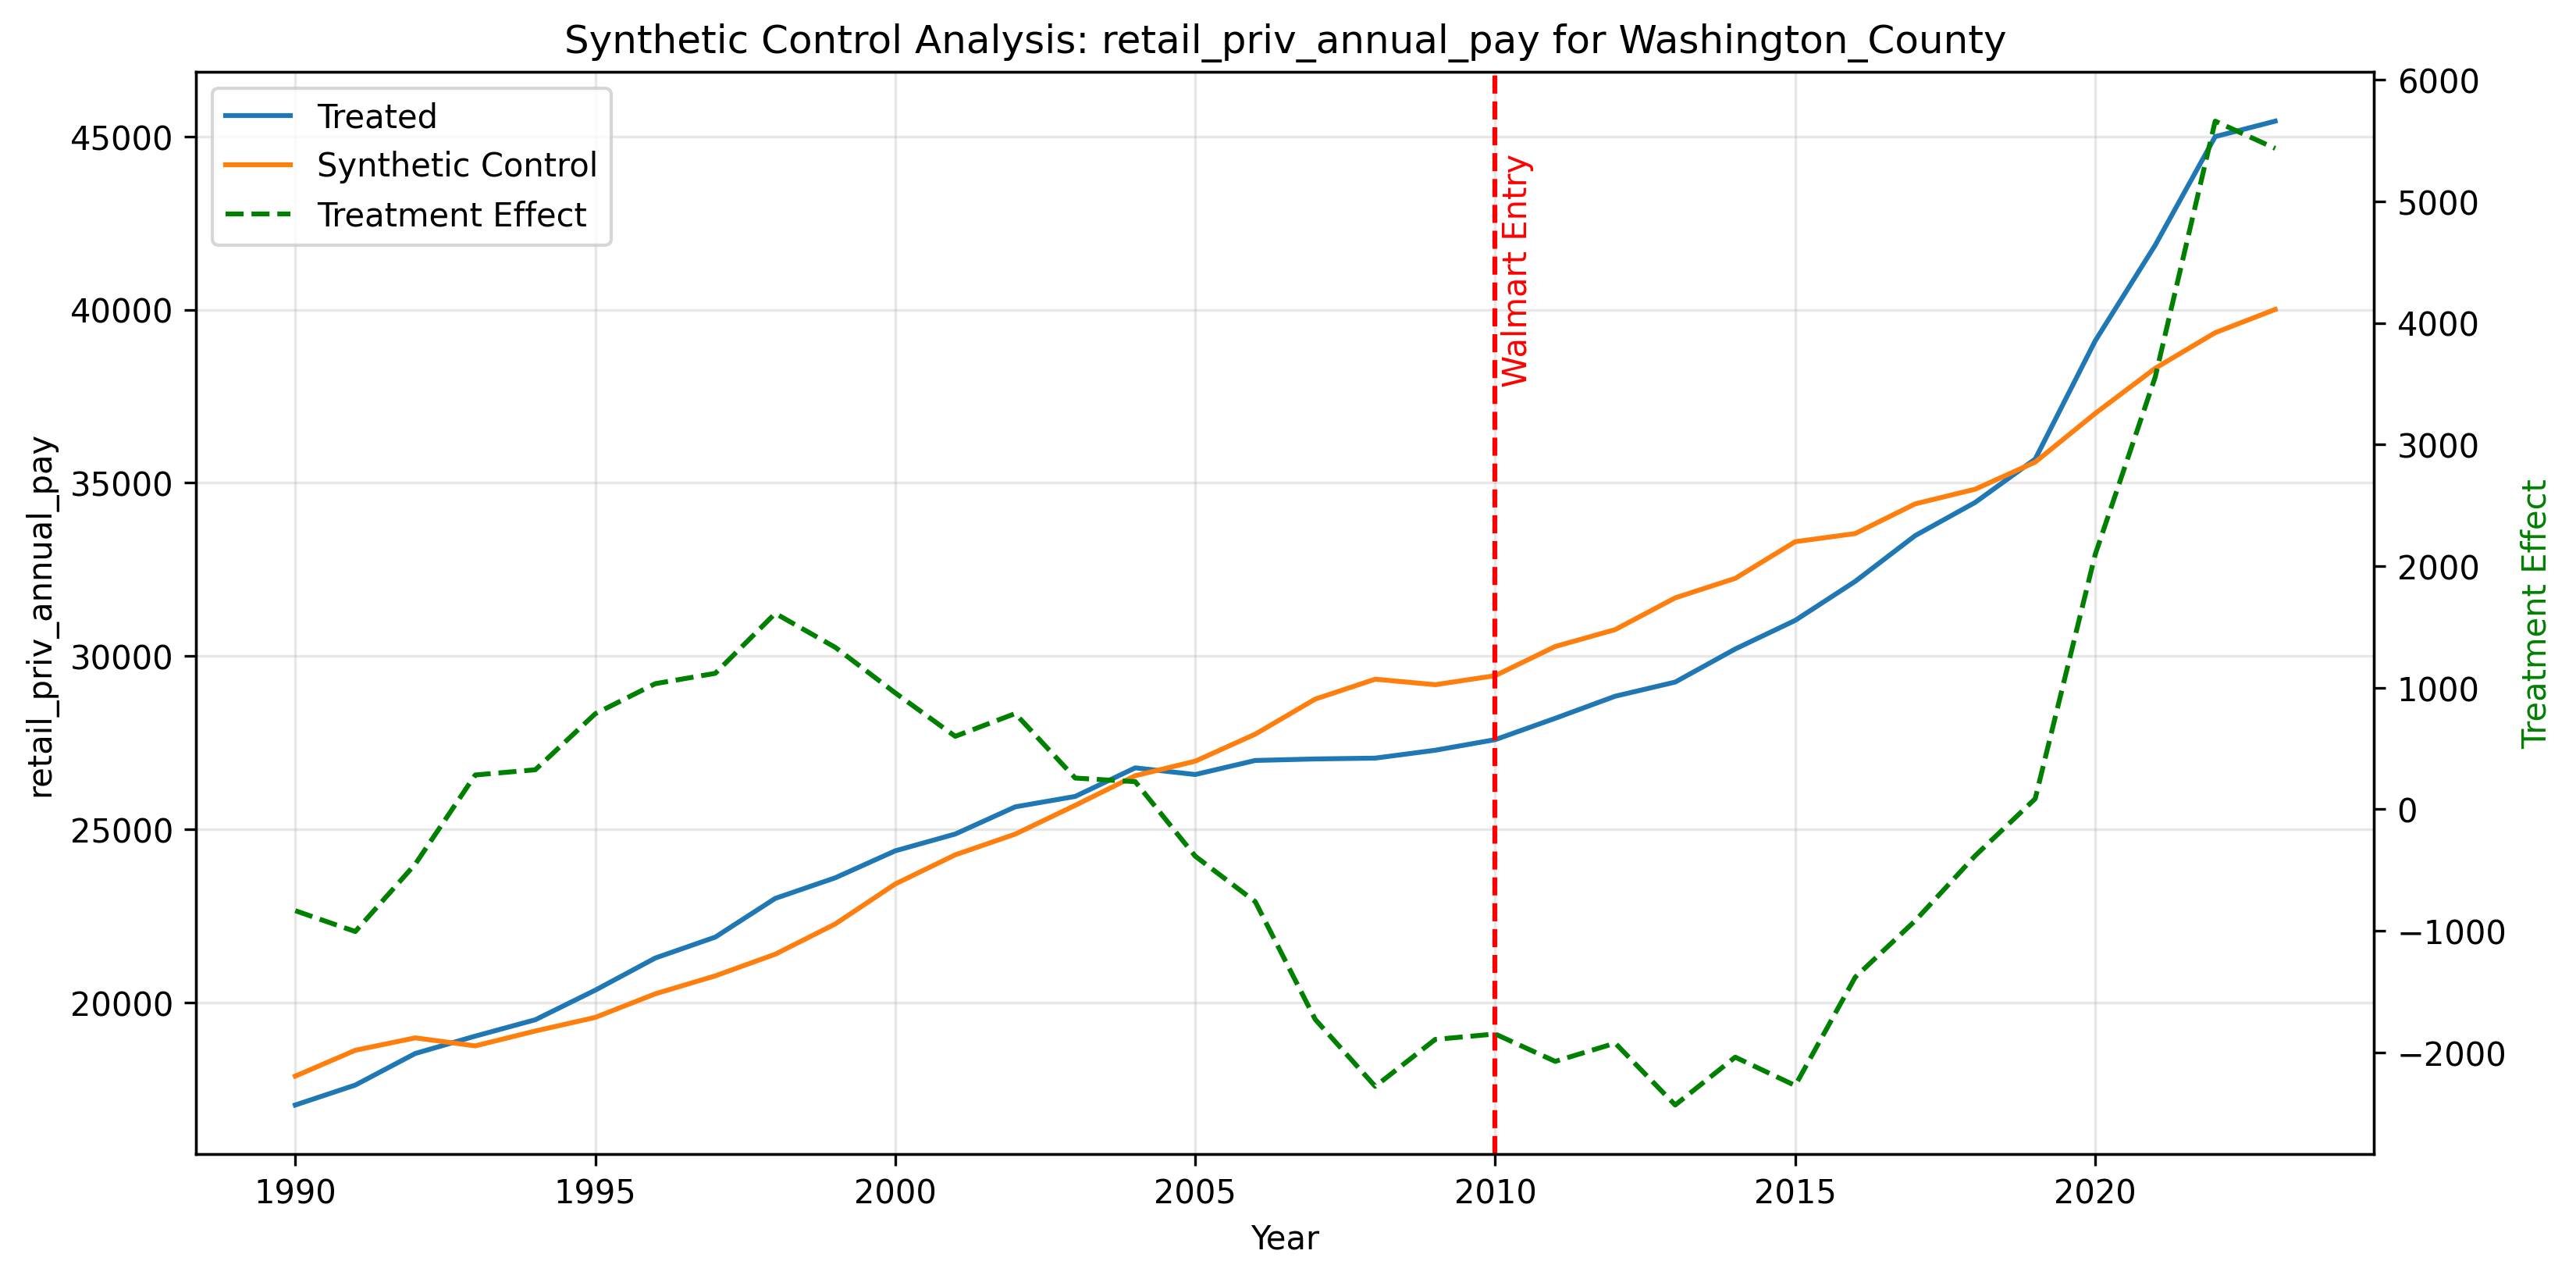 Synthetic Control Analysis: retail_priv_annual_pay for Washington_County
Treated
Synthetic Control
Treatment Effect
Walmart Entry
retail_priv_annual_pay
45000
40000
35000
30000
25000
20000
6000
5000
4000
3000
2000
1000
0
−1000
−2000
Treatment Effect
1990 1995 2000 2005 2010 2015 2020
Year